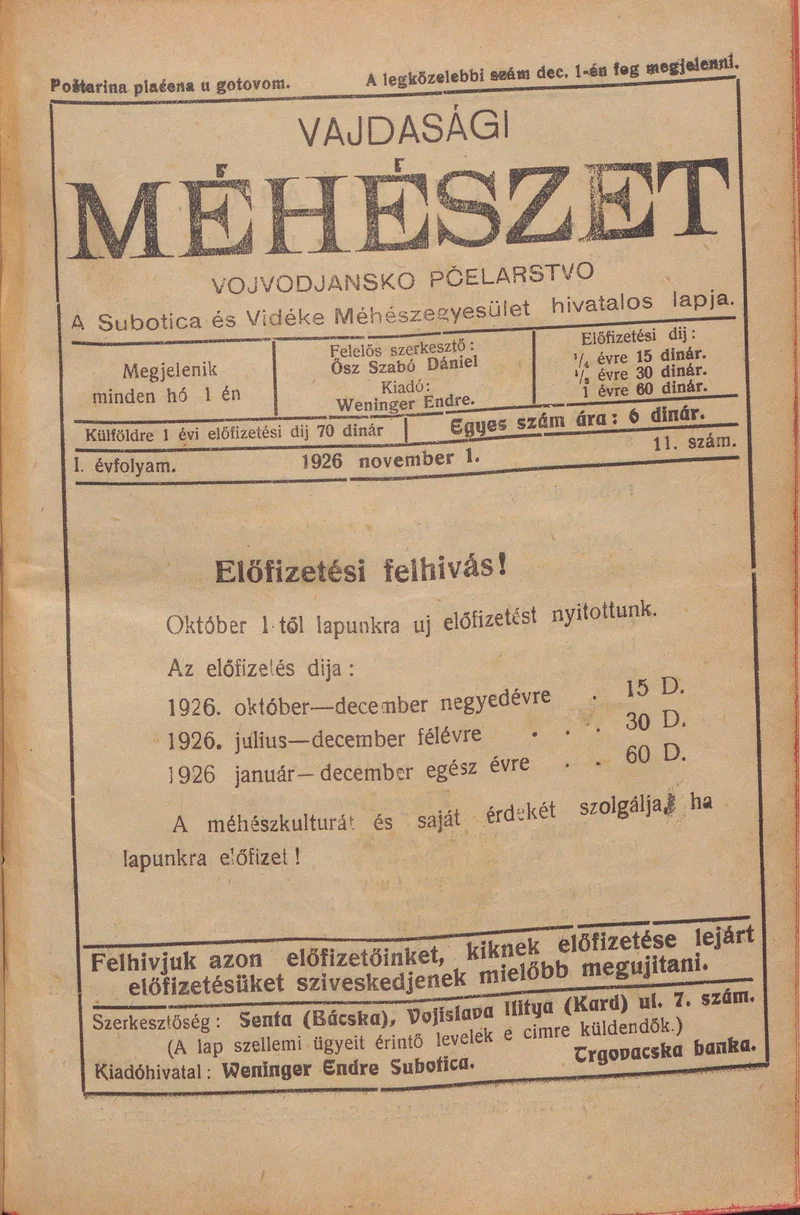 Poštarina plaćena u gotovom.
A legközelebbi szám dec. 1-én fog megjelenni.
VAJDASÁGI
MÉHÉSZET
VOJVODJANSKO PČELARSTVO
A Subotica és Vidéke Méhészegyesület hivatalos lapja.
Megjelenik
minden hó 1 én
Felelős szerkesztő:
Ősz Szabó Dániel
Kiadó:
Weninger Endre.
Előfizetési dij:
1/4 évre 15 dinár.
1/2 évre 30 dinár.
1 évre 60 dinár.
Külföldre 1 évi előfizetési dij 70 dinár
Egyes szám ára: 6 dinár.
I. évfolyam.
1926 november 1.
11. szám.
Előfizetési felhivás!
Október 1-től lapunkra uj előfizetést nyitottunk.
Az előfizetés dija:
1926. október—december negyedévre . 15 D.
1926. julius—december félévre . . . 30 D.
1926 január—december egész évre . . 60 D.
A méhészkulturát és saját érdekét szolgálja, ha
lapunkra előfizet!
Felhivjuk azon előfizetőinket, kiknek előfizetése lejárt
előfizetésüket sziveskedjenek mielőbb megujitani.
Szerkesztőség: Senta (Bácska), Vojislava Ilitya (Kard) ul. 7. szám.
(A lap szellemi ügyeit érintő levelek e cimre küldendők.)
Kiadóhivatal: Weninger Endre Subotica. Trgovacska banka.